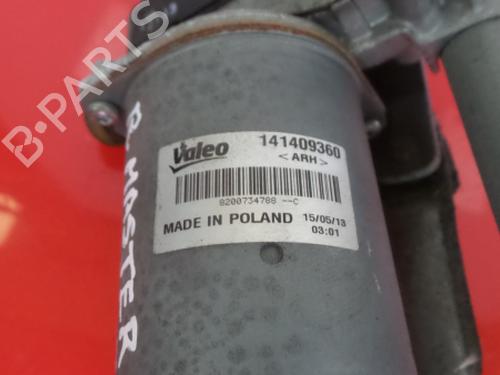 B-PARTS
Valeo 141409360
< ARH >
8200734788 --C
MADE IN POLAND 15/05/13
03:01
R. MASTER